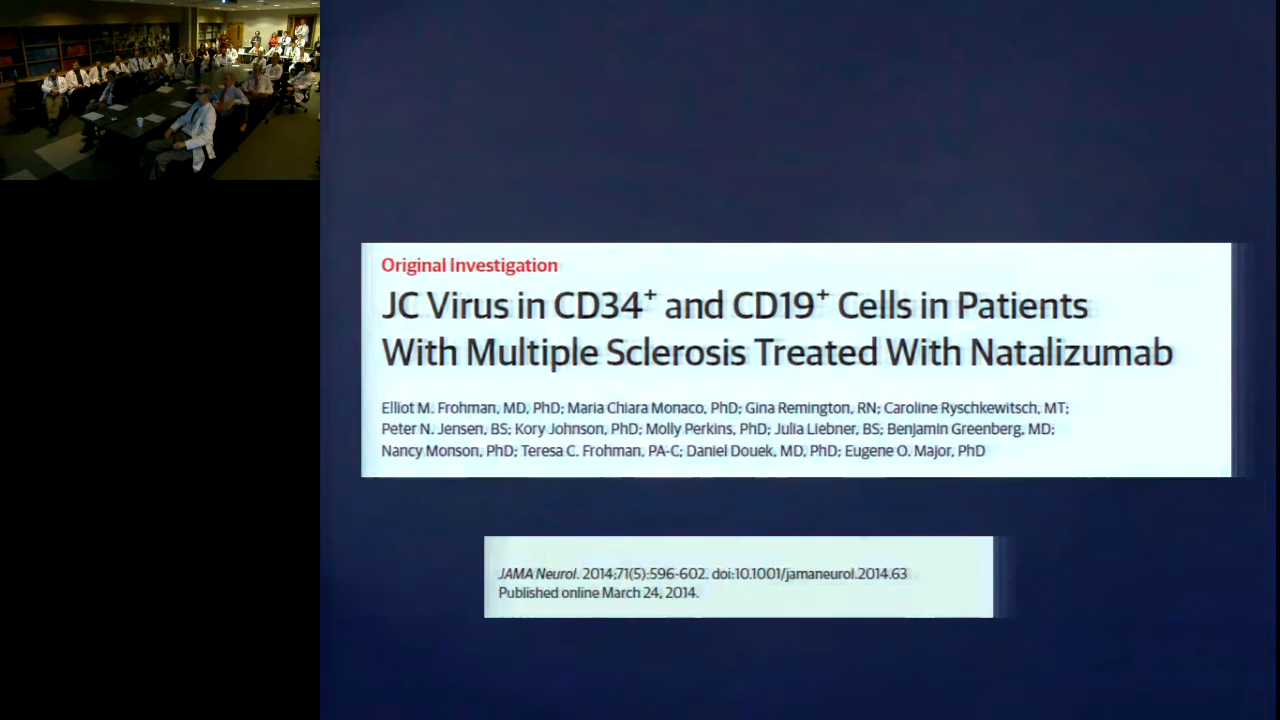 Original Investigation
JC Virus in CD34⁺ and CD19⁺ Cells in Patients
With Multiple Sclerosis Treated With Natalizumab
Elliot M. Frohman, MD, PhD; Maria Chiara Monaco, PhD; Gina Remington, RN; Caroline Ryschkewitsch, MT;
Peter N. Jensen, BS; Kory Johnson, PhD; Molly Perkins, PhD; Julia Liebner, BS; Benjamin Greenberg, MD;
Nancy Monson, PhD; Teresa C. Frohman, PA-C; Daniel Douek, MD, PhD; Eugene O. Major, PhD
JAMA Neurol. 2014;71(5):596-602. doi:10.1001/jamaneurol.2014.63
Published online March 24, 2014.